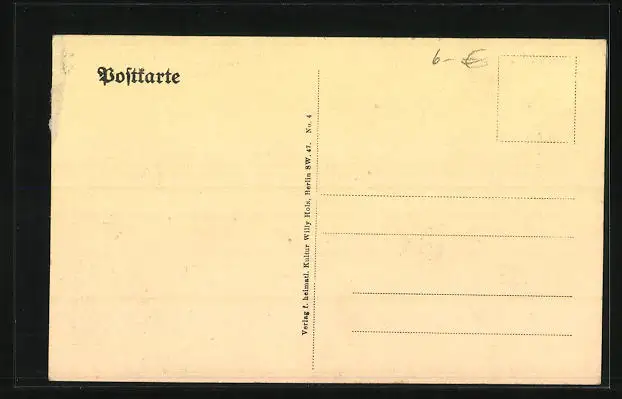 Postkarte
6 - €
Verlag f. heimatl. Kultur Willy Holz, Berlin SW. 47. No. 4